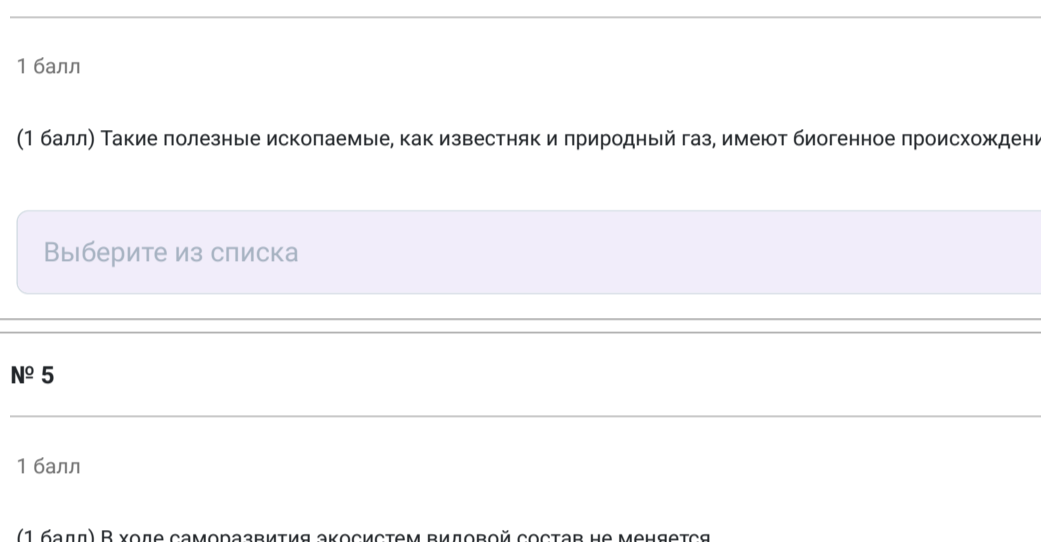 1 балл
(1 балл) Такие полезные ископаемые, как известняк и природный газ, имеют биогенное происхождени
Выберите из списка
№ 5
1 балл
(1 балл) В ходе саморазвития экосистем видовой состав не меняется